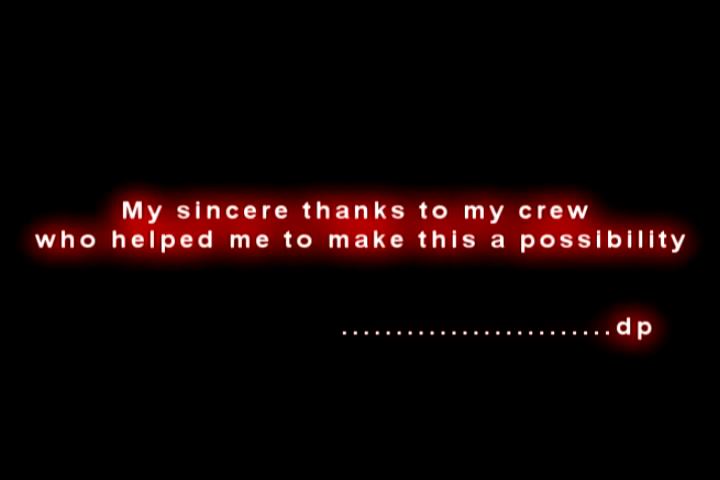 My sincere thanks to my crew
who helped me to make this a possibility
.........................dp